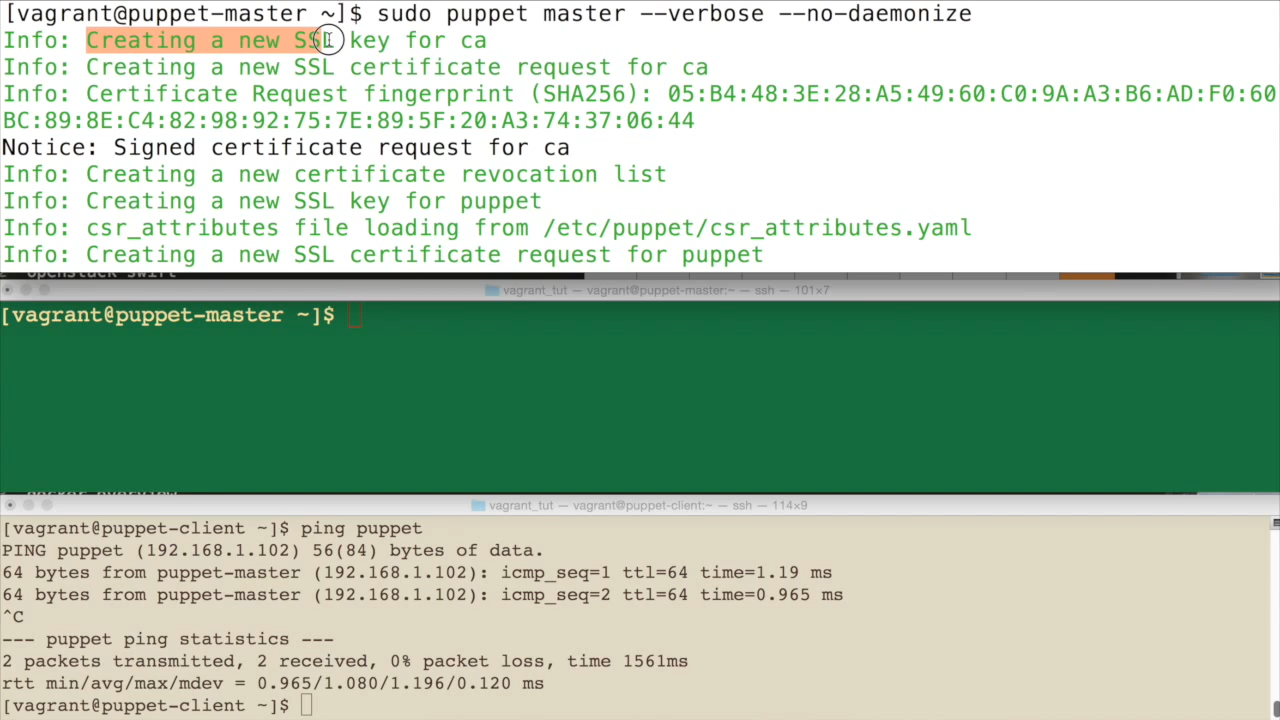 [vagrant@puppet-master ~]$ sudo puppet master --verbose --no-daemonize
Info: Creating a new SSL key for ca
Info: Creating a new SSL certificate request for ca
Info: Certificate Request fingerprint (SHA256): 05:B4:48:3E:28:A5:49:60:C0:9A:A3:B6:AD:F0:60
BC:89:8E:C4:82:98:92:75:7E:89:5F:20:A3:74:37:06:44
Notice: Signed certificate request for ca
Info: Creating a new certificate revocation list
Info: Creating a new SSL key for puppet
Info: csr_attributes file loading from /etc/puppet/csr_attributes.yaml
Info: Creating a new SSL certificate request for puppet
openstack swift
vagrant_tut — vagrant@puppet-master:~ — ssh — 101×7
[vagrant@puppet-master ~]$
docker overview
vagrant_tut — vagrant@puppet-client:~ — ssh — 114×9
[vagrant@puppet-client ~]$ ping puppet
PING puppet (192.168.1.102) 56(84) bytes of data.
64 bytes from puppet-master (192.168.1.102): icmp_seq=1 ttl=64 time=1.19 ms
64 bytes from puppet-master (192.168.1.102): icmp_seq=2 ttl=64 time=0.965 ms
^C
--- puppet ping statistics ---
2 packets transmitted, 2 received, 0% packet loss, time 1561ms
rtt min/avg/max/mdev = 0.965/1.080/1.196/0.120 ms
[vagrant@puppet-client ~]$